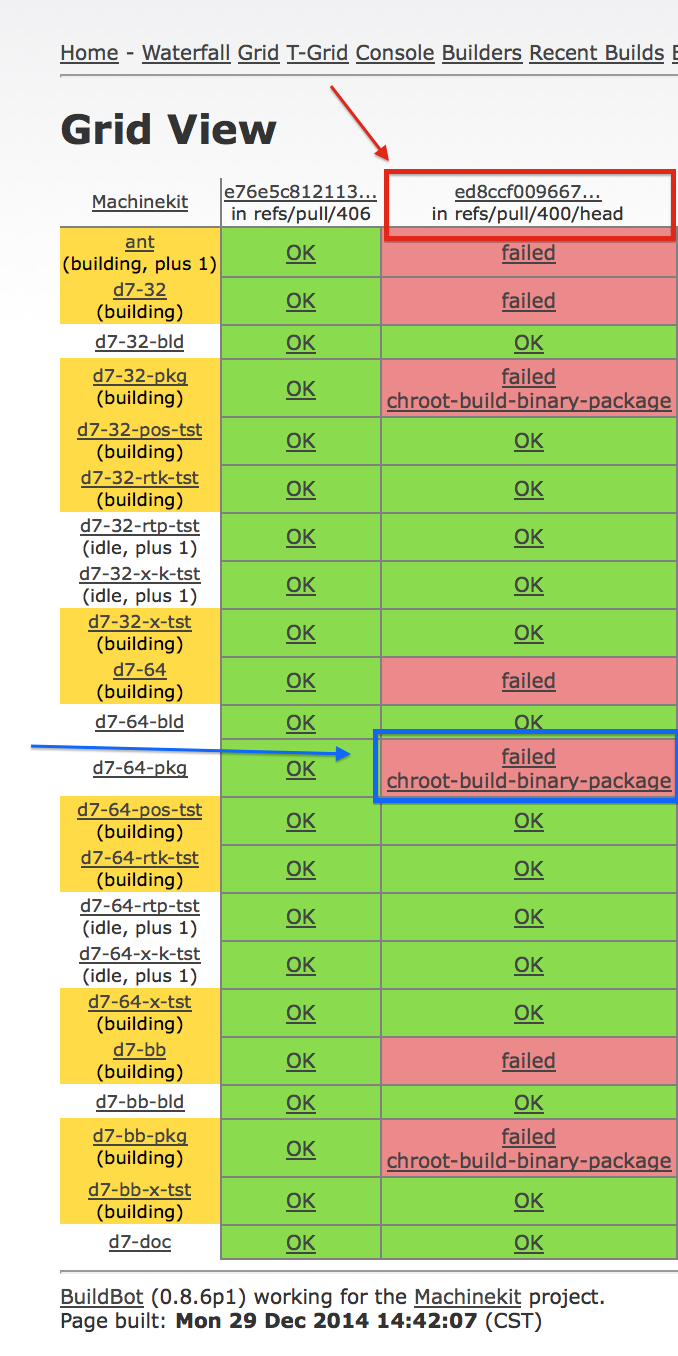 Home - Waterfall Grid T-Grid Console Builders Recent Builds
Grid View
Machinekit
e76e5c812113...
in refs/pull/406
ed8ccf009667...
in refs/pull/400/head
ant
(building, plus 1)
OK
failed
d7-32
(building)
OK
failed
d7-32-bld
OK
OK
d7-32-pkg
(building)
OK
failed
chroot-build-binary-package
d7-32-pos-tst
(building)
OK
OK
d7-32-rtk-tst
(building)
OK
OK
d7-32-rtp-tst
(idle, plus 1)
OK
OK
d7-32-x-k-tst
(idle, plus 1)
OK
OK
d7-32-x-tst
(building)
OK
OK
d7-64
(building)
OK
failed
d7-64-bld
OK
OK
d7-64-pkg
OK
failed
chroot-build-binary-package
d7-64-pos-tst
(building)
OK
OK
d7-64-rtk-tst
(building)
OK
OK
d7-64-rtp-tst
(idle, plus 1)
OK
OK
d7-64-x-k-tst
(idle, plus 1)
OK
OK
d7-64-x-tst
(building)
OK
OK
d7-bb
(building)
OK
failed
d7-bb-bld
OK
OK
d7-bb-pkg
(building)
OK
failed
chroot-build-binary-package
d7-bb-x-tst
(building)
OK
OK
d7-doc
OK
OK
BuildBot (0.8.6p1) working for the Machinekit project.
Page built: Mon 29 Dec 2014 14:42:07 (CST)